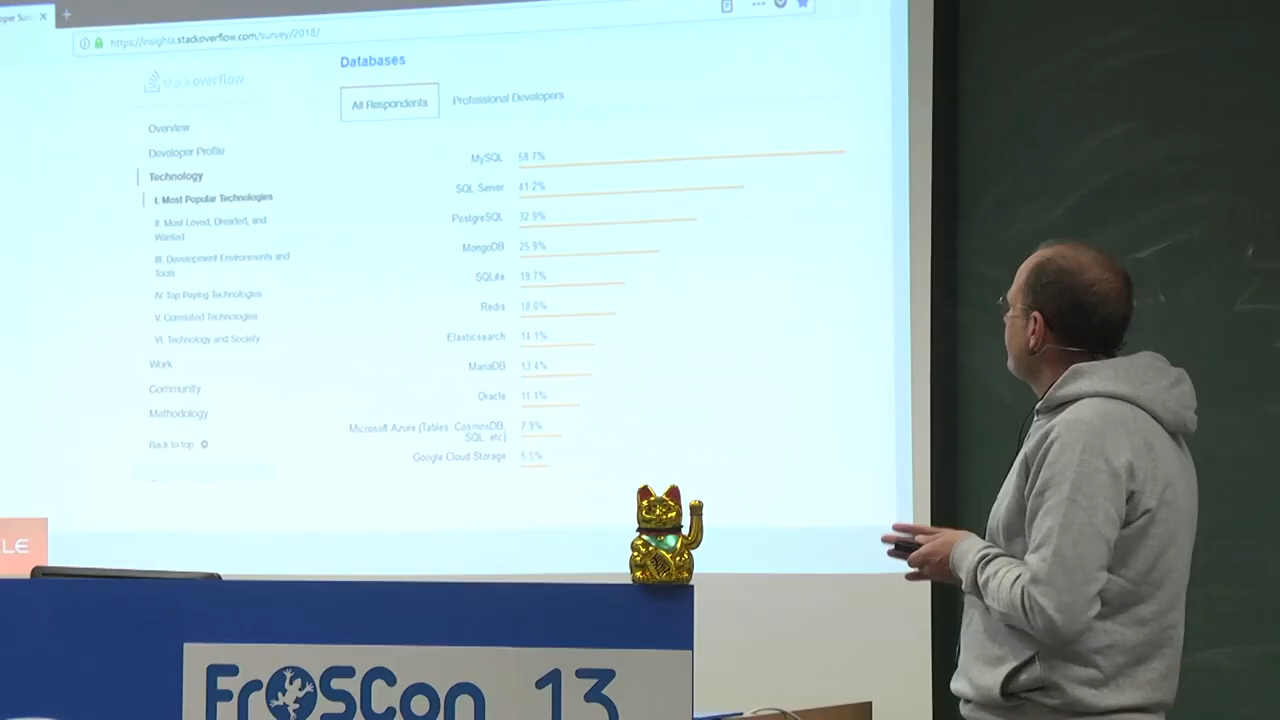 https://insights.stackoverflow.com/survey/2018/
stackoverflow
Overview
Developer Profile
Technology
I. Most Popular Technologies
II. Most Loved, Dreaded, and
Wanted
III. Development Environments and
Tools
IV. Top Paying Technologies
V. Correlated Technologies
VI. Technology and Society
Work
Community
Methodology
Back to top
Databases
All Respondents
Professional Developers
MySQL 58.7%
SQL Server 41.2%
PostgreSQL 32.9%
MongoDB 25.9%
SQLite 19.7%
Redis 18.0%
Elasticsearch 14.1%
MariaDB 13.4%
Oracle 11.1%
Microsoft Azure (Tables, CosmosDB, 7.9%
SQL, etc)
Google Cloud Storage 5.5%
FrOSCon 13